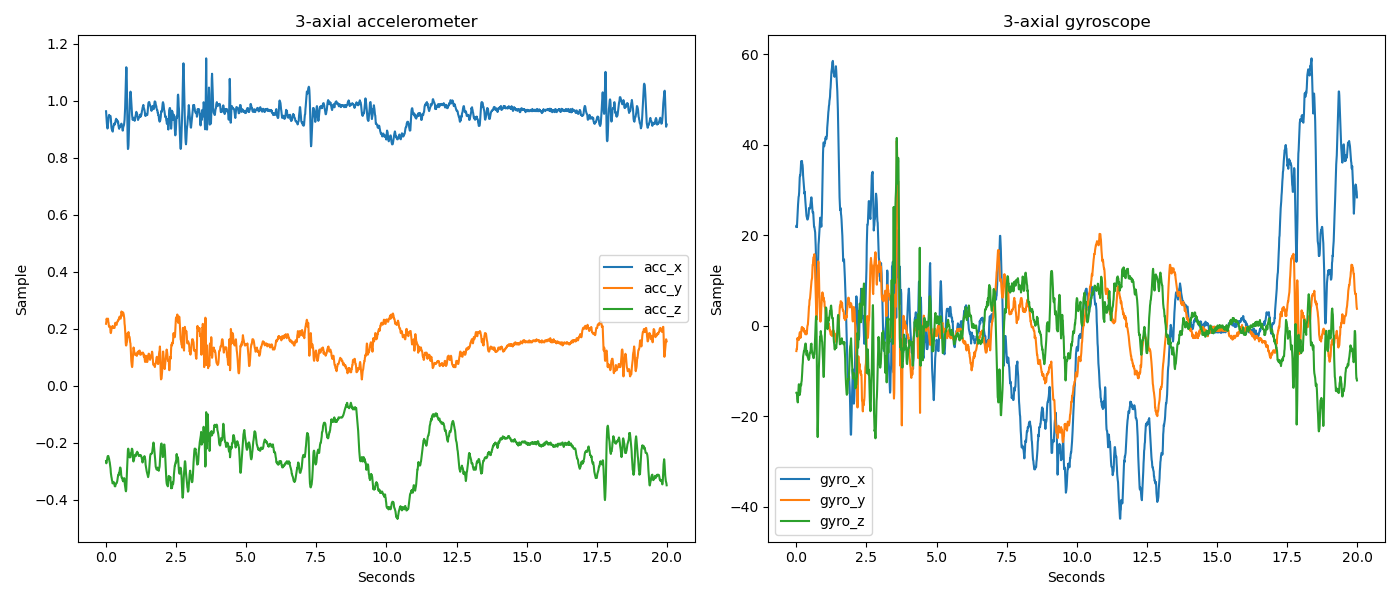 3-axial accelerometer
Sample
1.2
1.0
0.8
0.6
0.4
0.2
0.0
−0.2
−0.4
acc_x
acc_y
acc_z
0.0 2.5 5.0 7.5 10.0 12.5 15.0 17.5 20.0
Seconds
3-axial gyroscope
Sample
60
40
20
0
−20
−40
gyro_x
gyro_y
gyro_z
0.0 2.5 5.0 7.5 10.0 12.5 15.0 17.5 20.0
Seconds